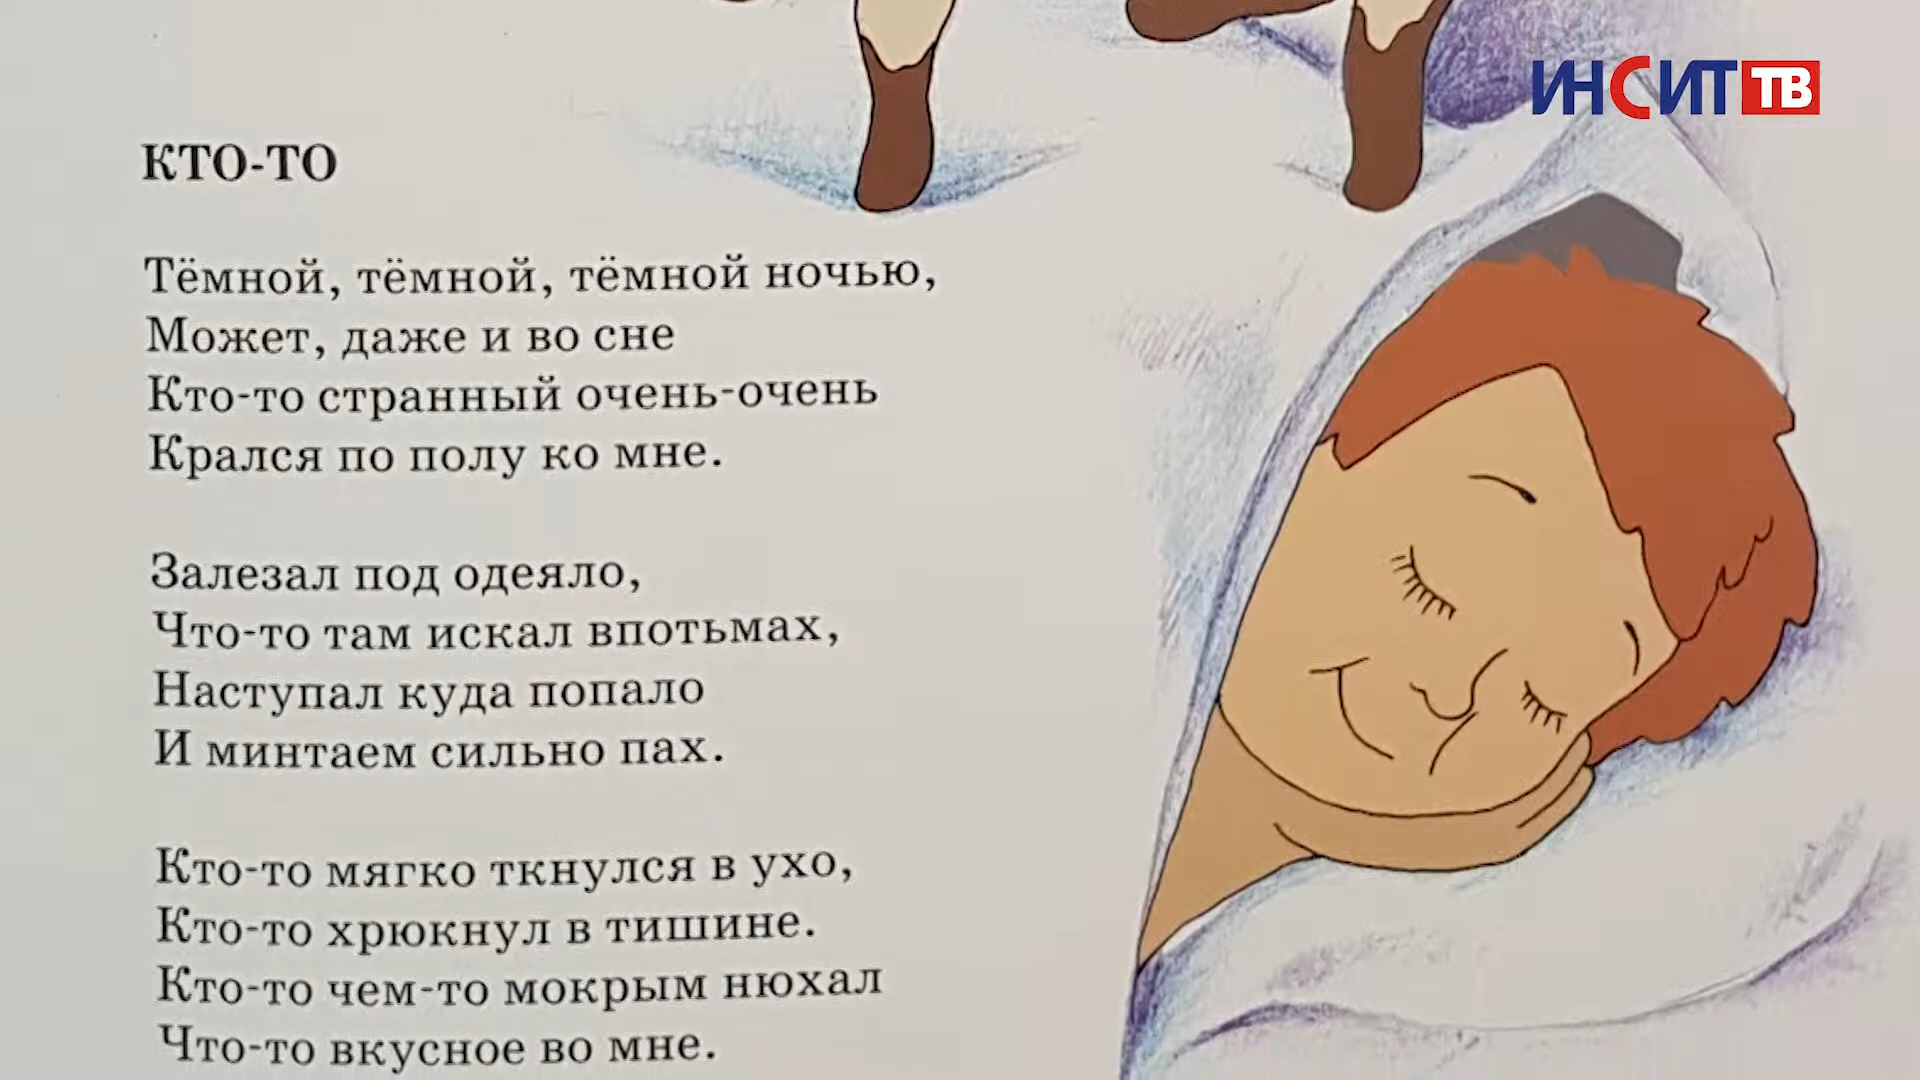 ИНСИТ ТВ
КТО-ТО
Тёмной, тёмной, тёмной ночью,
Может, даже и во сне
Кто-то странный очень-очень
Крался по полу ко мне.
Залезал под одеяло,
Что-то там искал впотьмах,
Наступал куда попало
И минтаем сильно пах.
Кто-то мягко ткнулся в ухо,
Кто-то хрюкнул в тишине.
Кто-то чем-то мокрым нюхал
Что-то вкусное во мне.